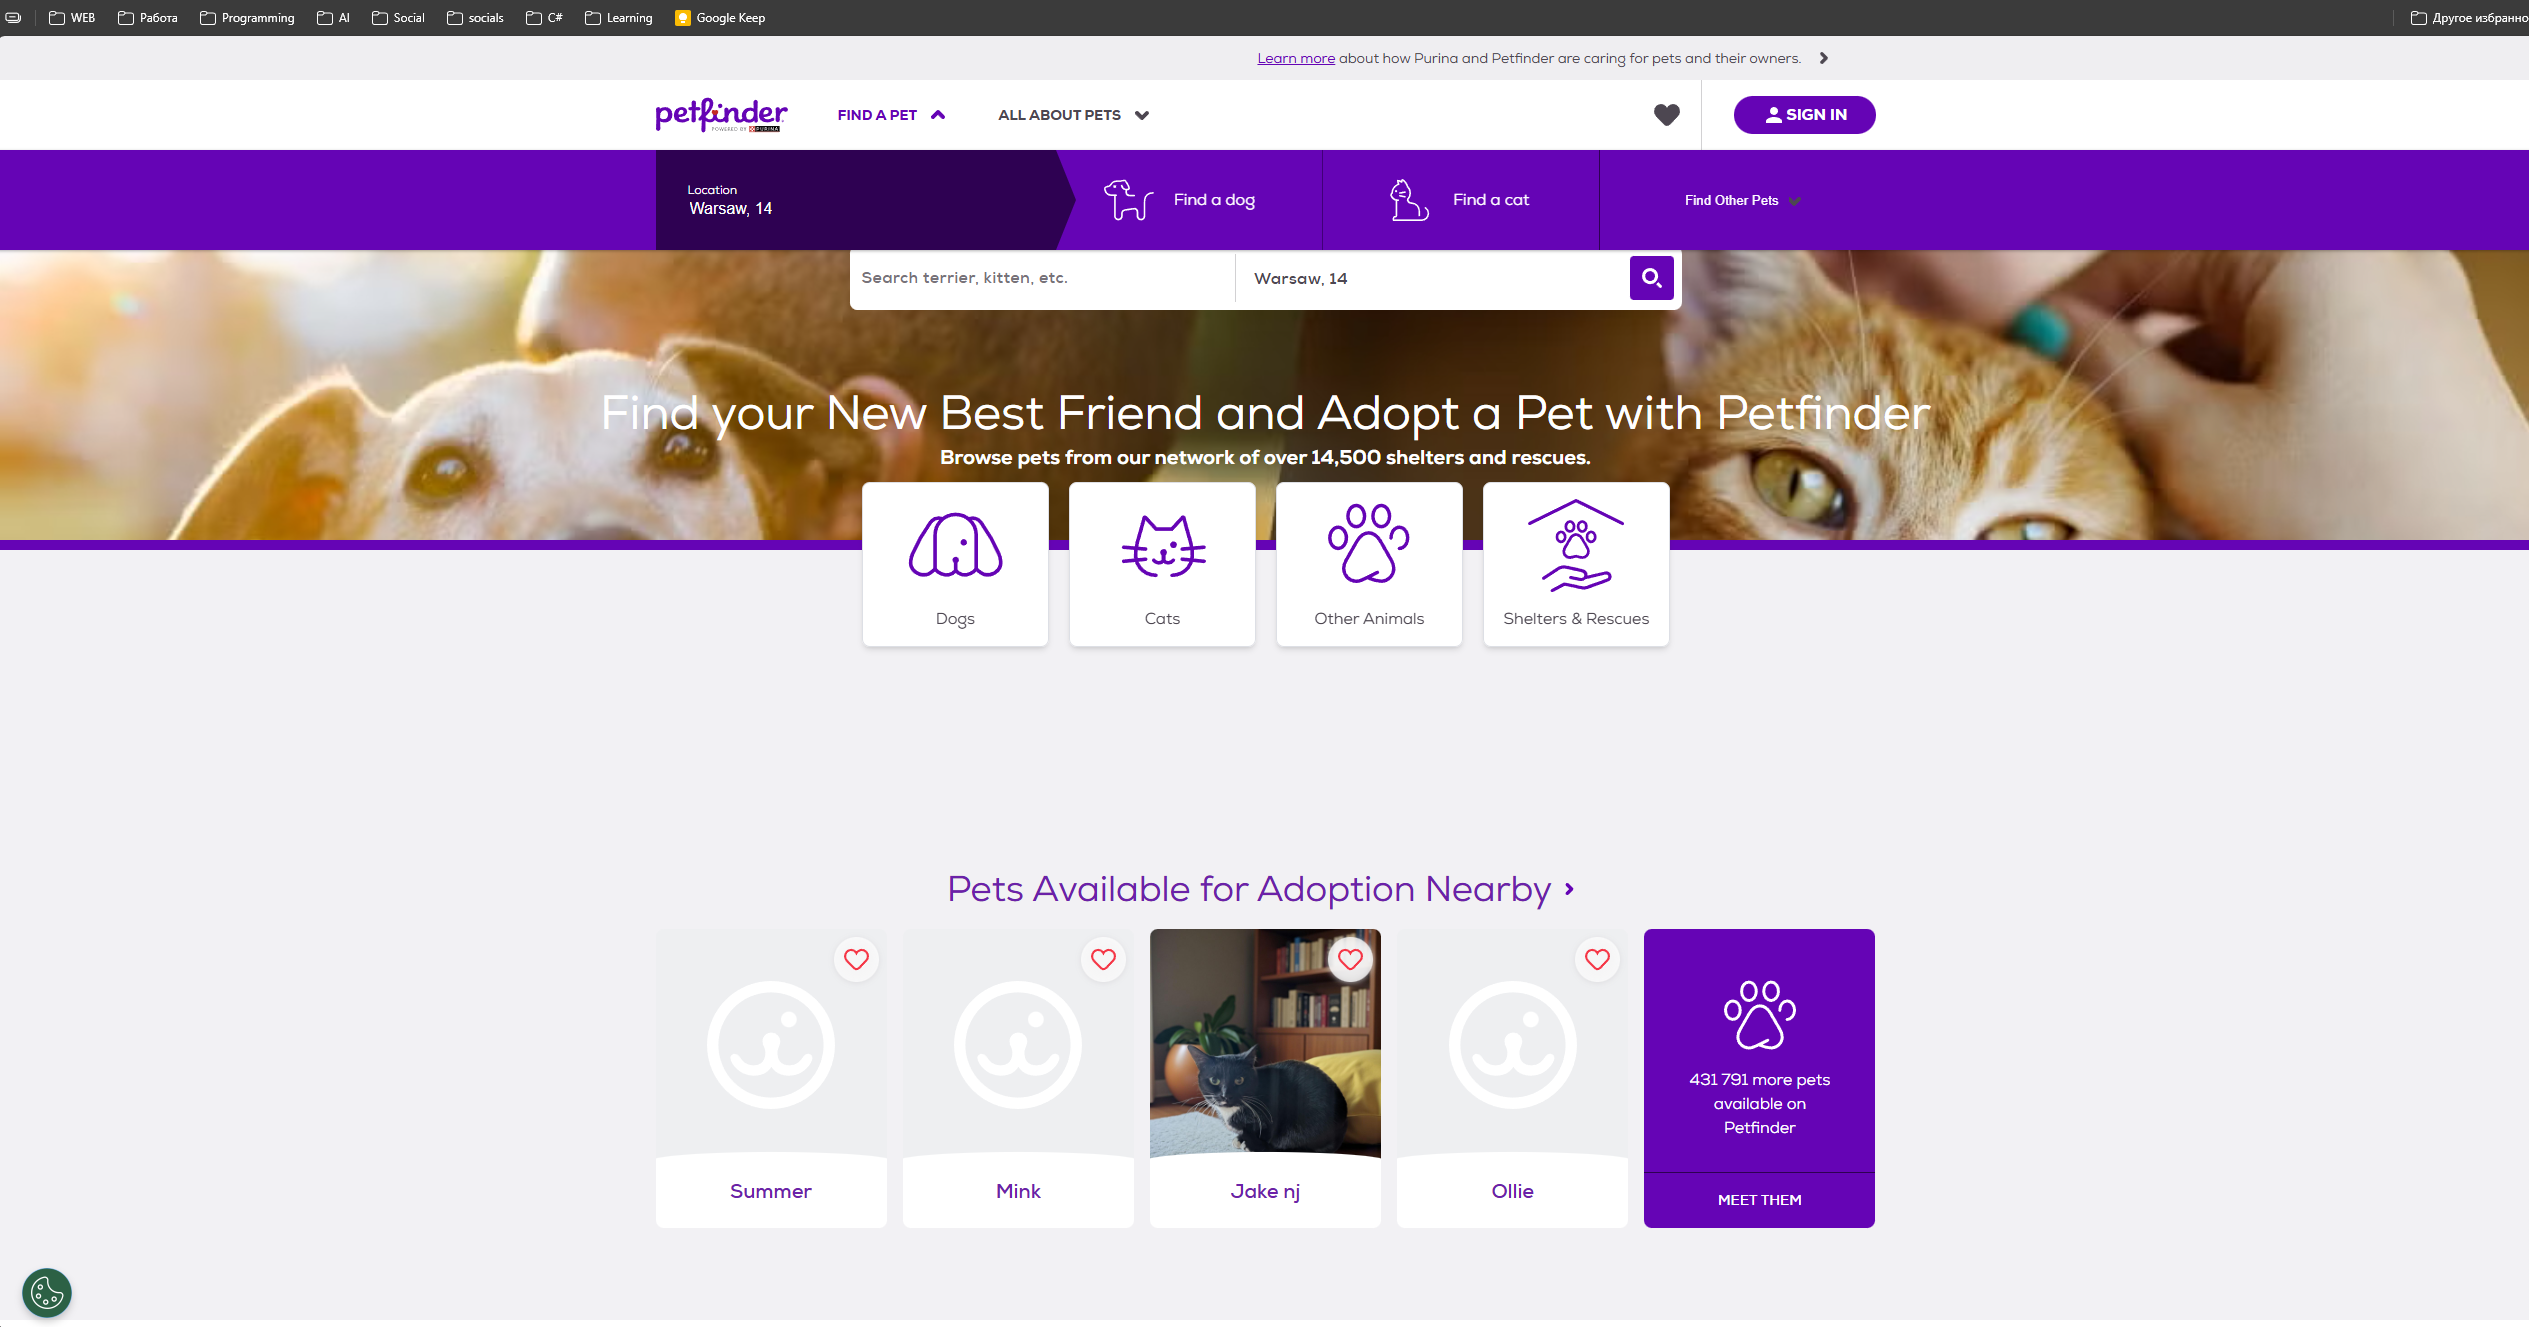 WEB Работа Programming AI Social socials C# Learning Google Keep Другое избранно
Learn more about how Purina and Petfinder are caring for pets and their owners.
petfinder FIND A PET ALL ABOUT PETS SIGN IN
POWERED BY PURINA
Location
Warsaw, 14
Find a dog Find a cat Find Other Pets
Search terrier, kitten, etc. Warsaw, 14
Find your New Best Friend and Adopt a Pet with Petfinder
Browse pets from our network of over 14,500 shelters and rescues.
Dogs Cats Other Animals Shelters & Rescues
Pets Available for Adoption Nearby
431 791 more pets
available on
Petfinder
Summer Mink Jake nj Ollie
MEET THEM